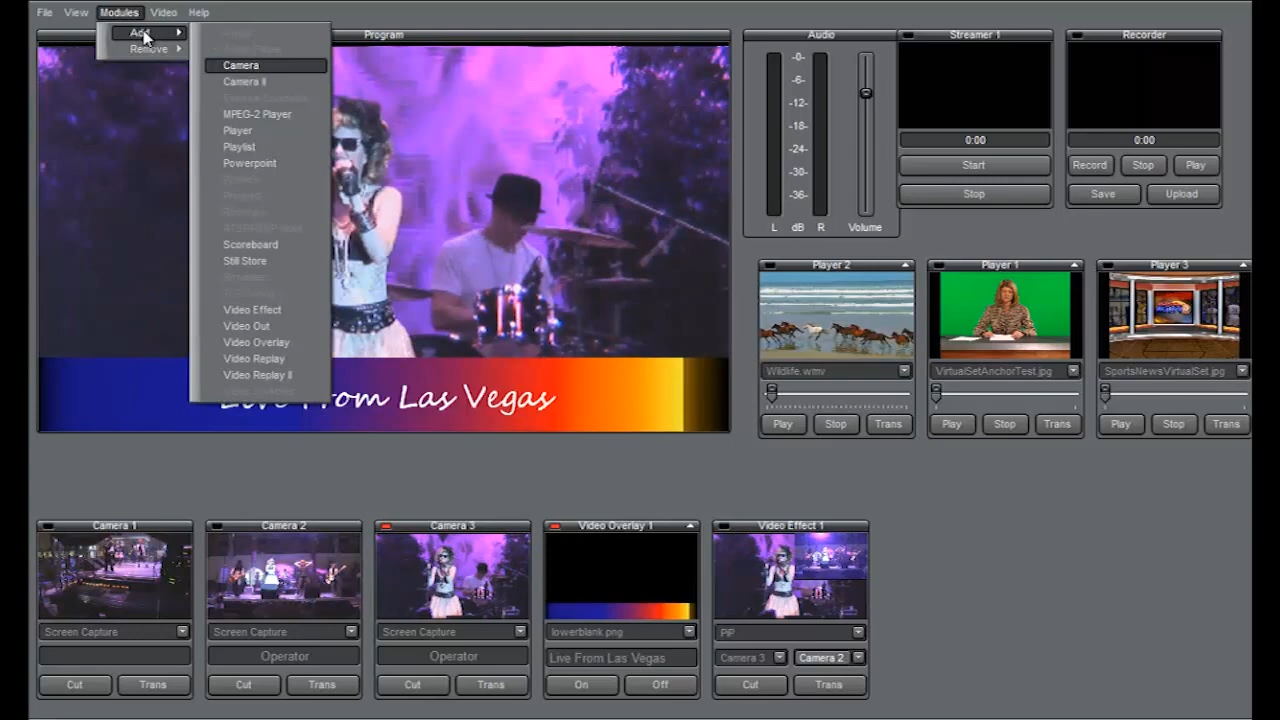 File View Modules Video Help
Add
Remove
Camera
Camera II
MPEG-2 Player
Player
Playlist
Powerpoint
Scoreboard
Still Store
Video Effect
Video Out
Video Overlay
Video Replay
Video Replay II
Program
Live From Las Vegas
Audio
-0-
-6-
-12-
-18-
-24-
-30-
-36-
L dB R Volume
Streamer 1
0:00
Start
Stop
Recorder
0:00
Record Stop Play
Save Upload
Player 2
Wildlife.wmv
Play Stop Trans
Player 1
VirtualSetAnchorTest.jpg
Play Stop Trans
Player 3
SportsNewsVirtualSet.jpg
Play Stop Trans
Camera 1
Screen Capture
Cut Trans
Camera 2
Screen Capture
Operator
Cut Trans
Camera 3
Screen Capture
Operator
Cut Trans
Video Overlay 1
lowerblank.png
Live From Las Vegas
On Off
Video Effect 1
PiP
Camera 3 Camera 2
Cut Trans